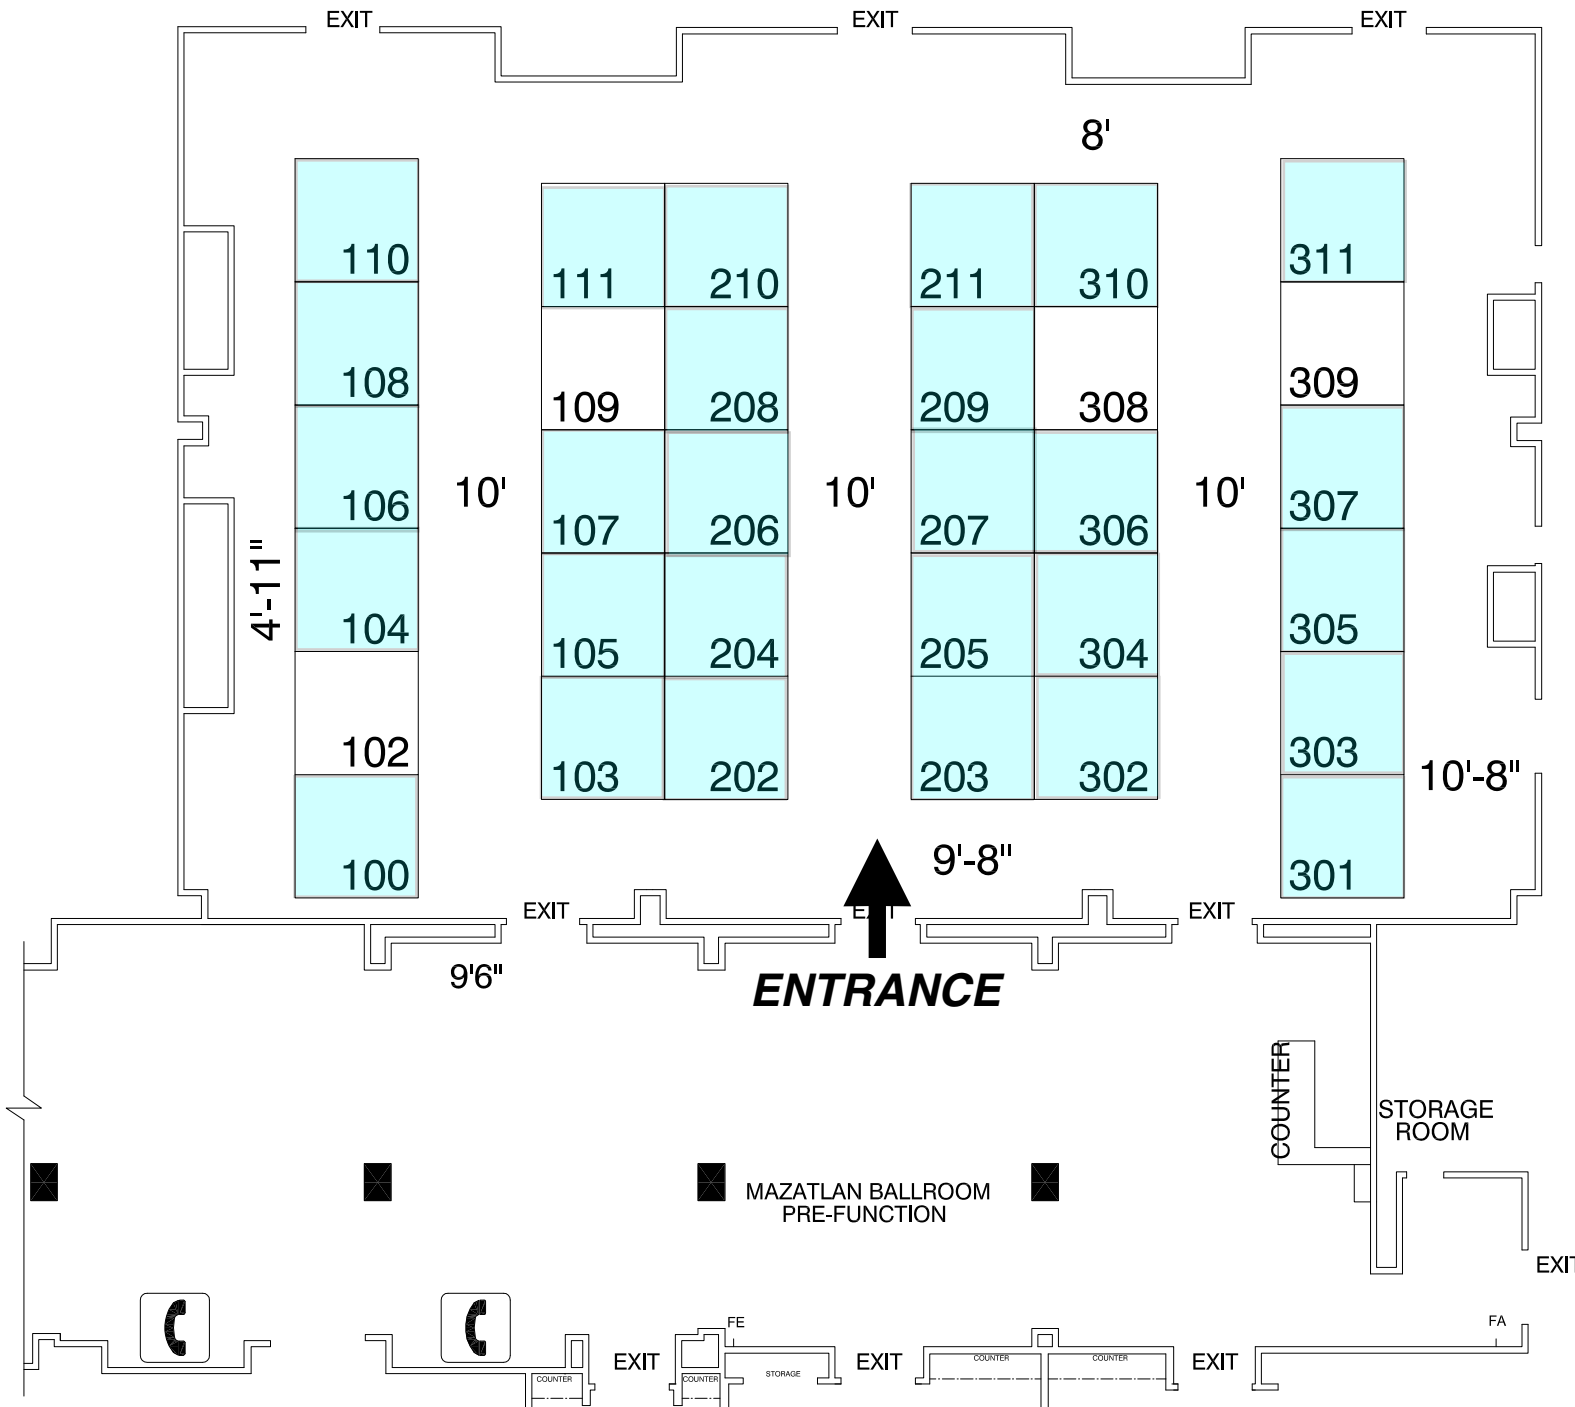 EXIT
EXIT
EXIT
8'
110
311
111
210
211
310
108
309
109
208
209
308
106
10'
10'
10'
307
107
206
207
306
4'-11"
104
305
105
204
205
304
102
303
10'-8"
103
202
203
302
9'-8"
100
301
EXIT
EXIT
EXIT
9'6"
ENTRANCE
COUNTER
STORAGE
ROOM
MAZATLAN BALLROOM
PRE-FUNCTION
EXIT
FE
FA
EXIT
EXIT
EXIT
COUNTER
COUNTER
STORAGE
COUNTER
COUNTER